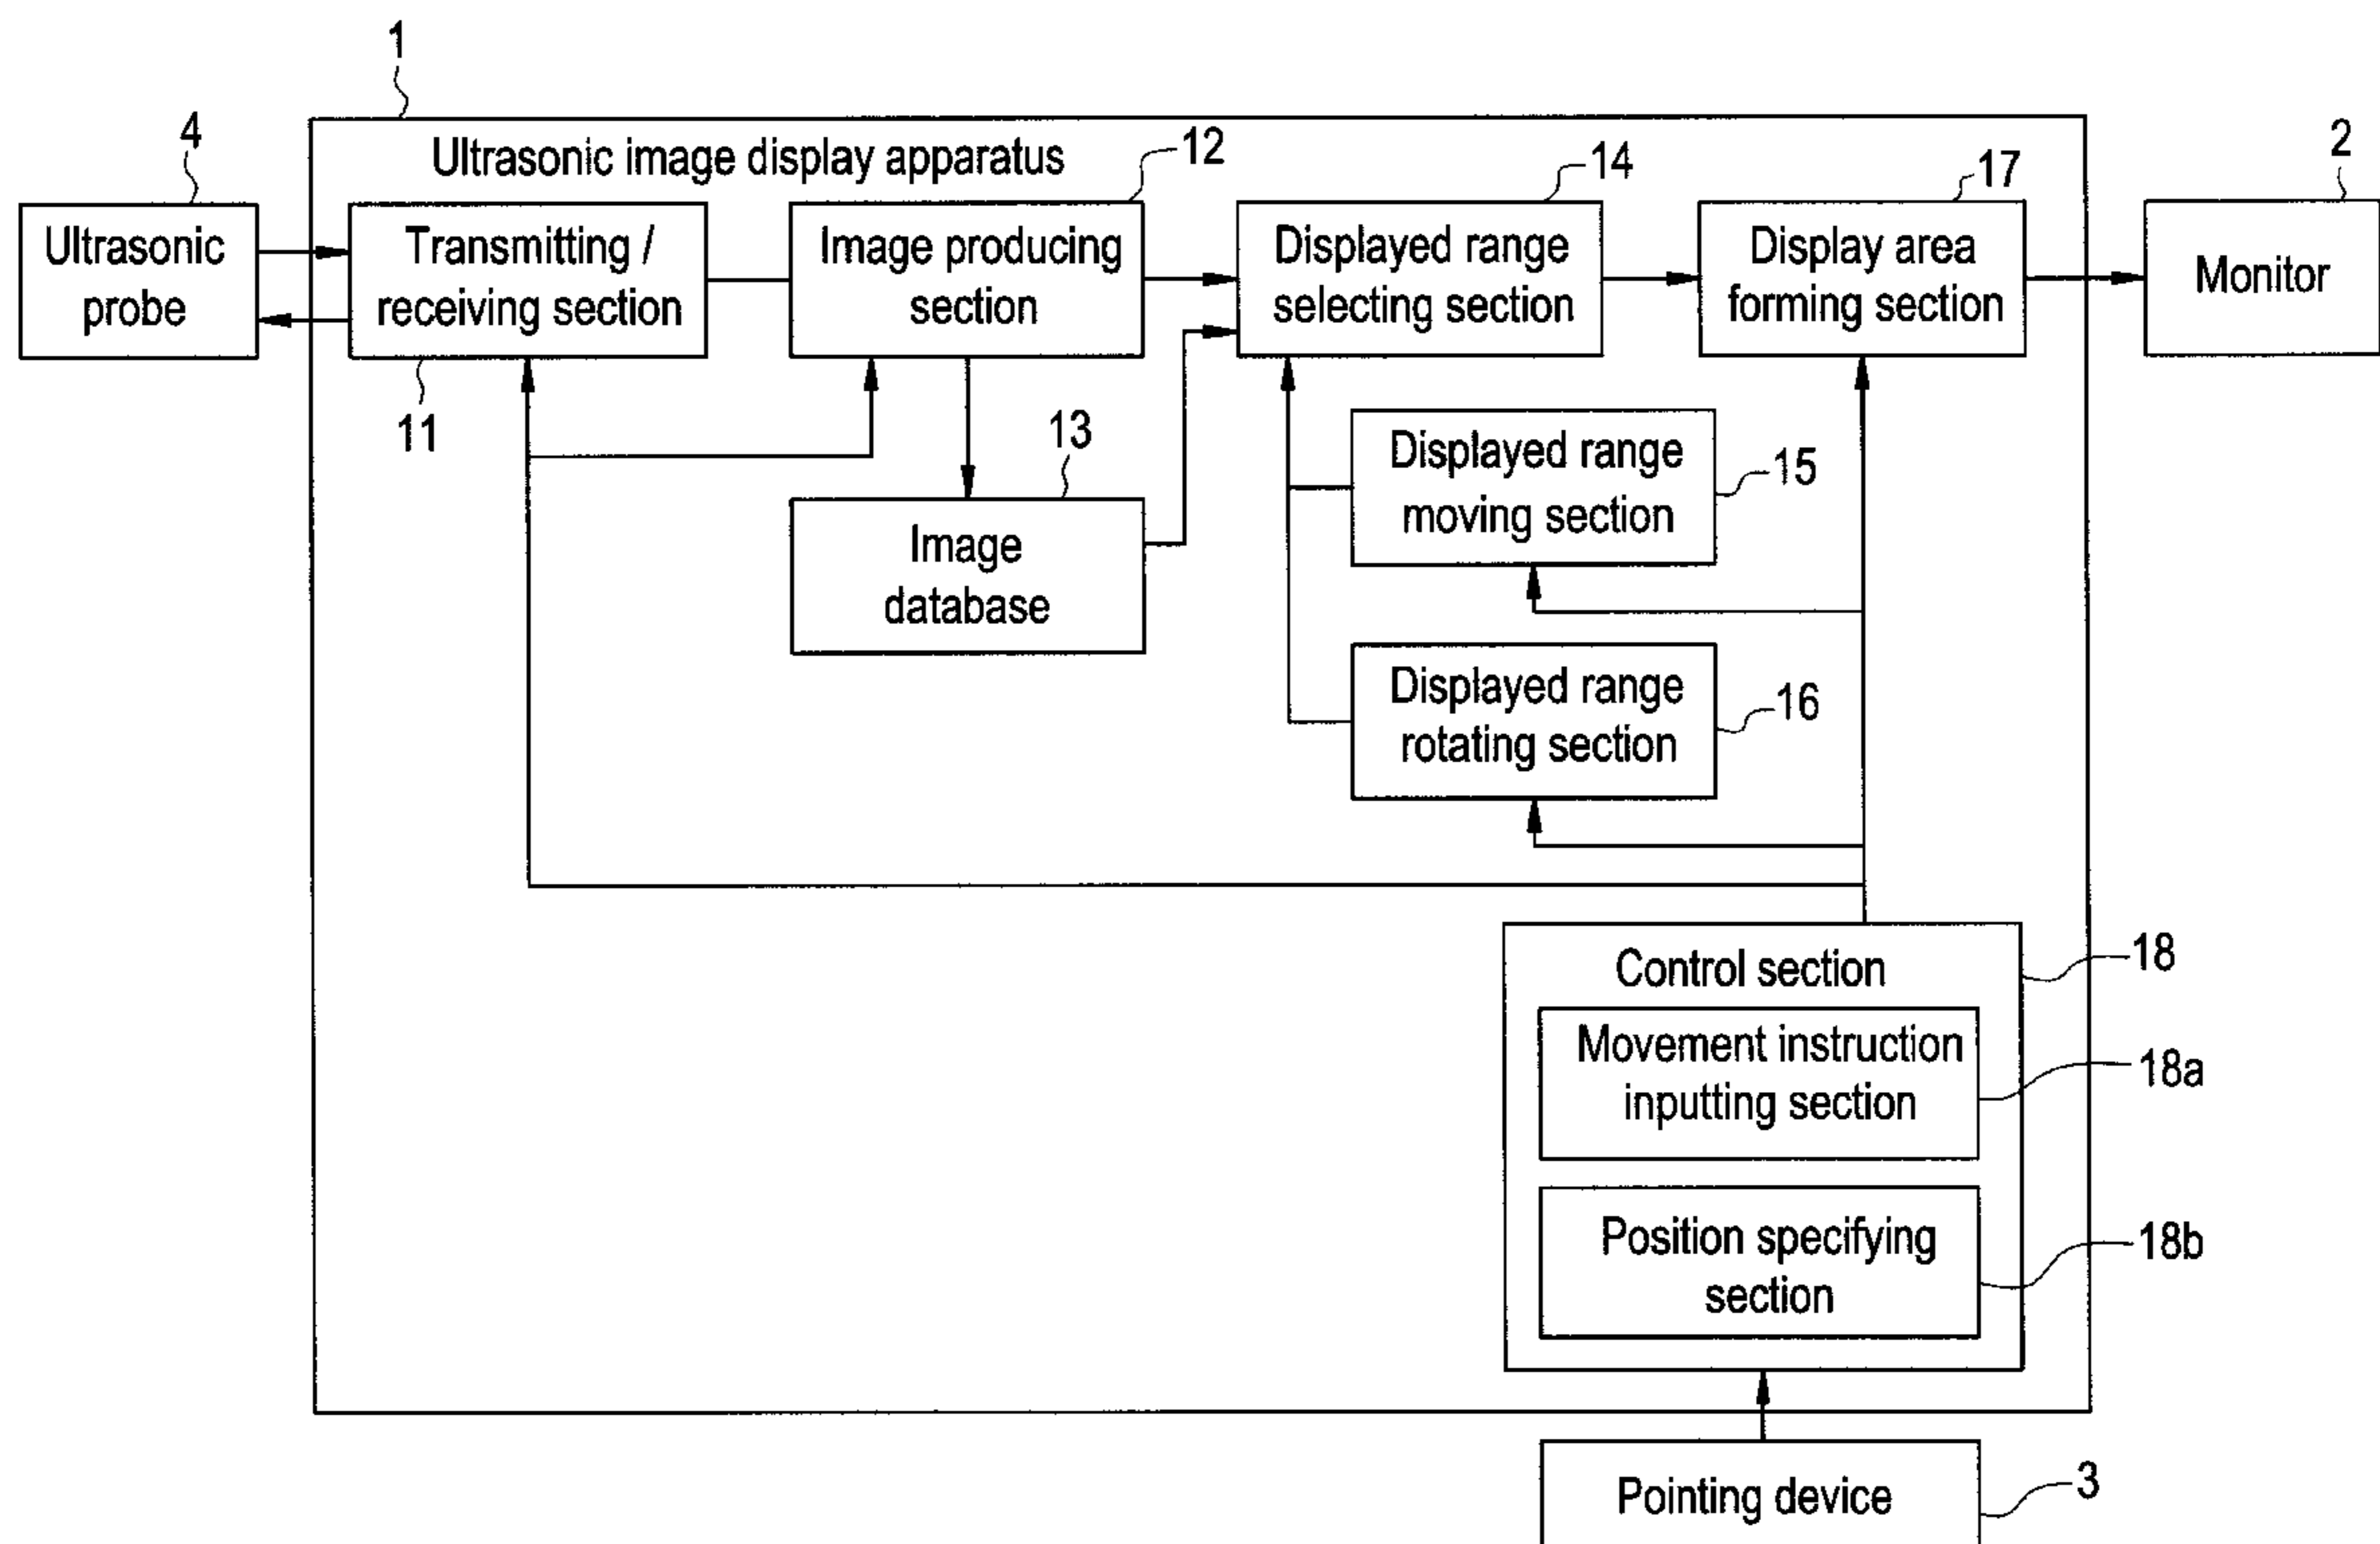 1
4
Ultrasonic image display apparatus
12
14
17
2
Ultrasonic
probe
Transmitting /
receiving section
Image producing
section
Displayed range
selecting section
Display area
forming section
Monitor
11
13
Image
database
Displayed range
moving section
15
Displayed range
rotating section
16
Control section
18
Movement instruction
inputting section
18a
Position specifying
section
18b
Pointing device
3